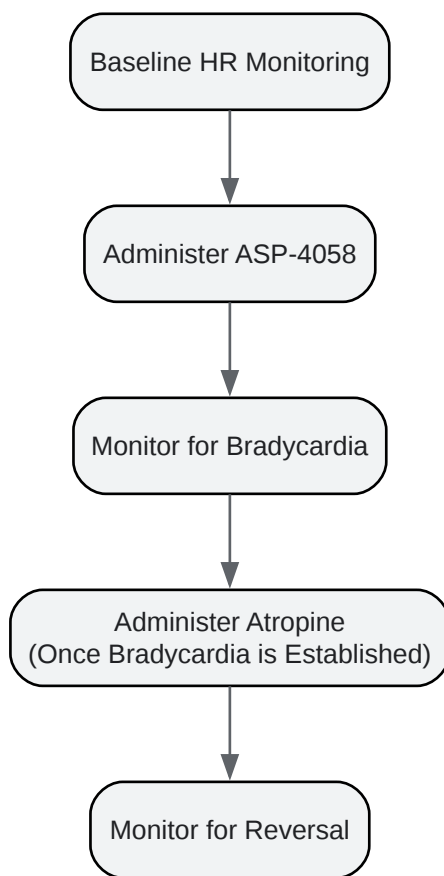 Baseline HR Monitoring
Administer ASP-4058
Monitor for Bradycardia
Administer Atropine
(Once Bradycardia is Established)
Monitor for Reversal